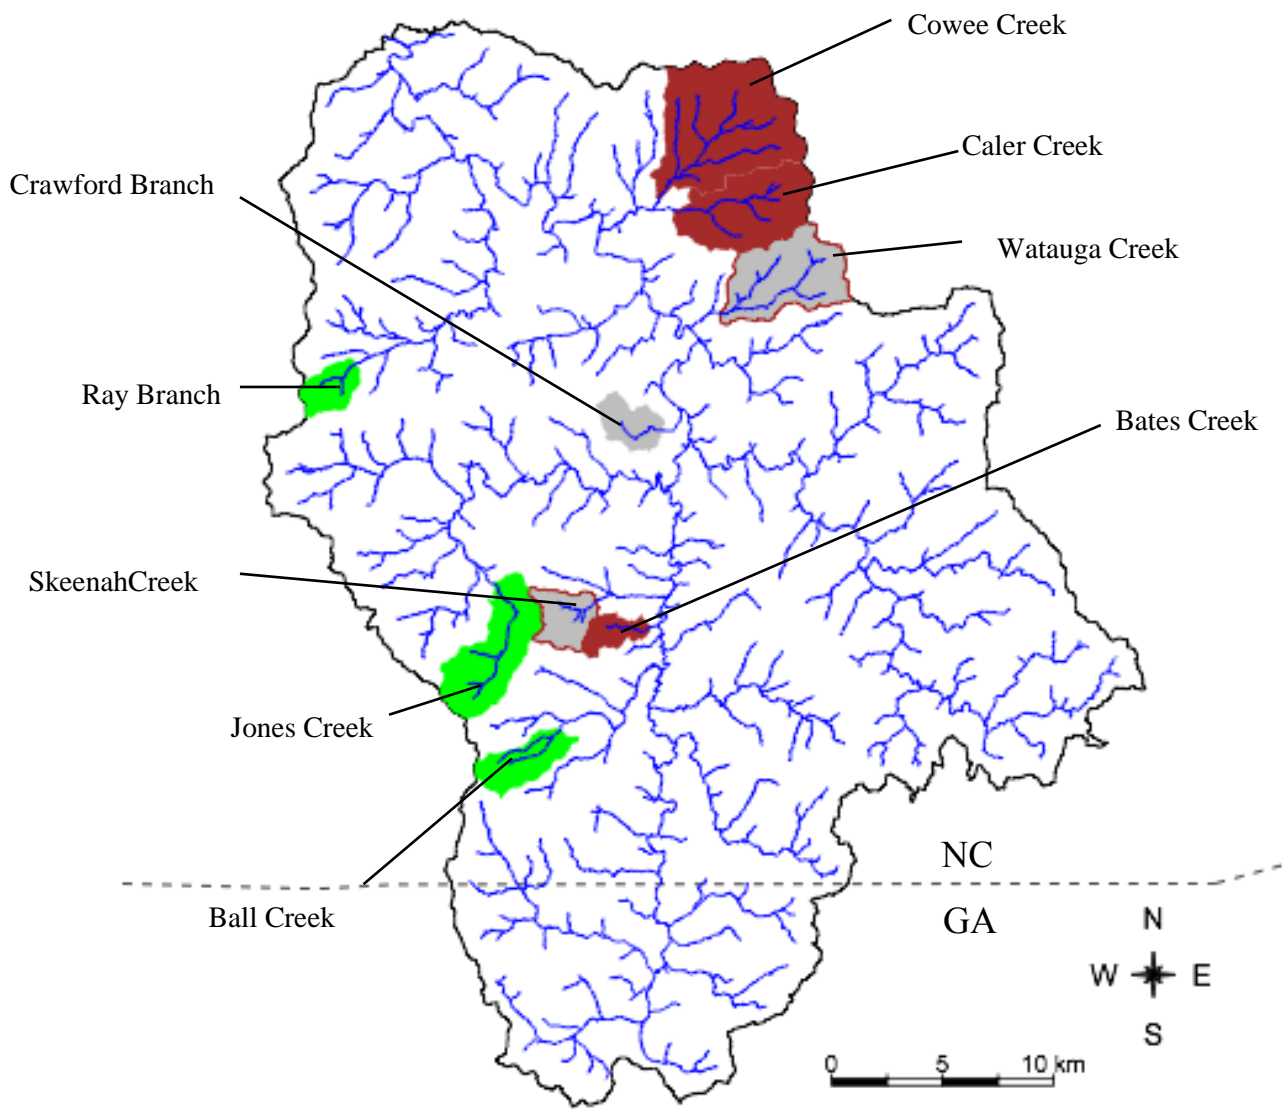 Cowee Creek
Caler Creek
Crawford Branch
Watauga Creek
Ray Branch
Bates Creek
SkeenahCreek
Jones Creek
NC
Ball Creek
GA
N
W E
S
0 5 10 km